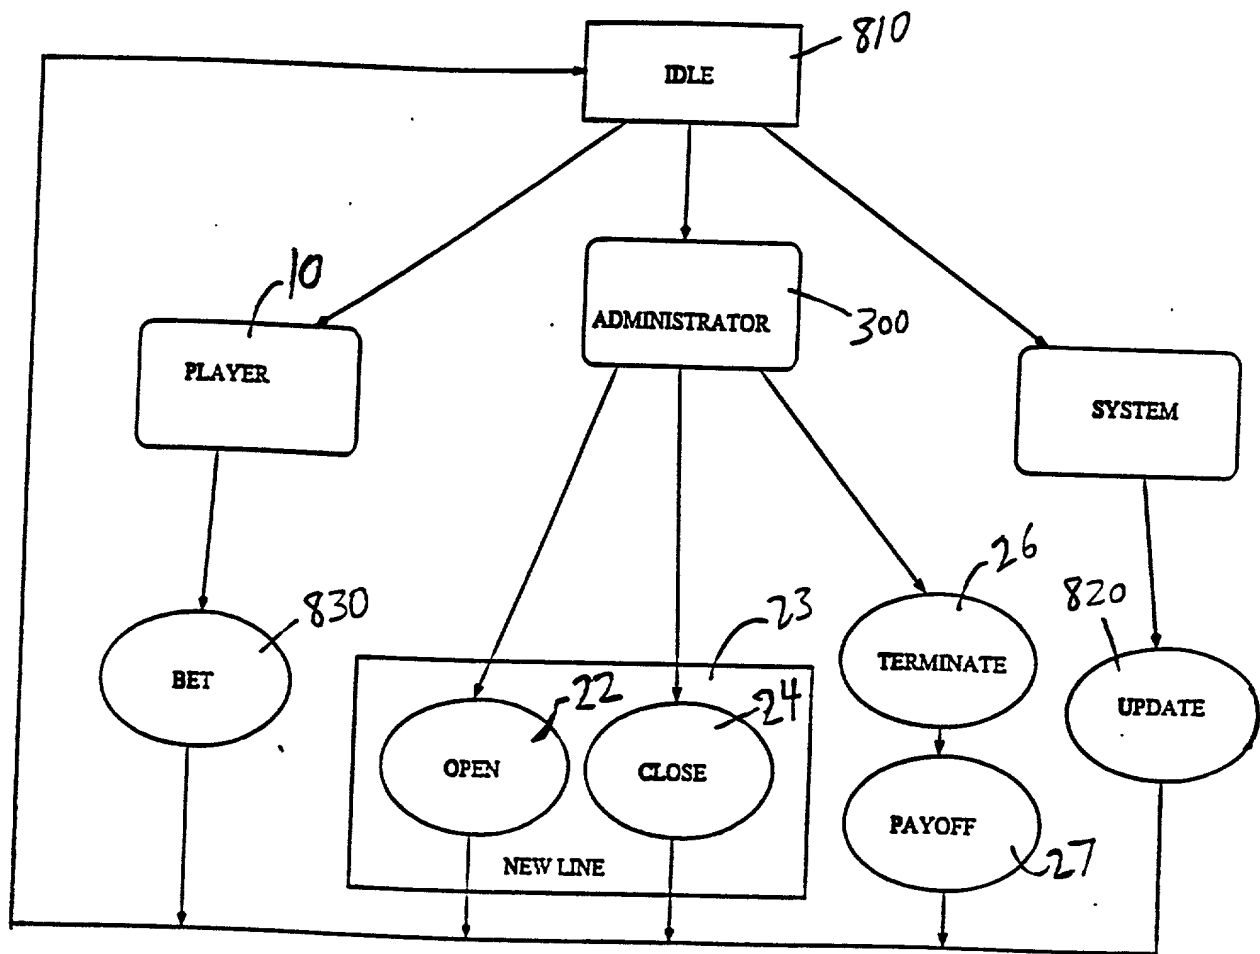 810
IDLE
10
ADMINISTRATOR
300
PLAYER
SYSTEM
26
820
830
23
TERMINATE
BET
22
24
UPDATE
OPEN
CLOSE
PAYOFF
27
NEW LINE